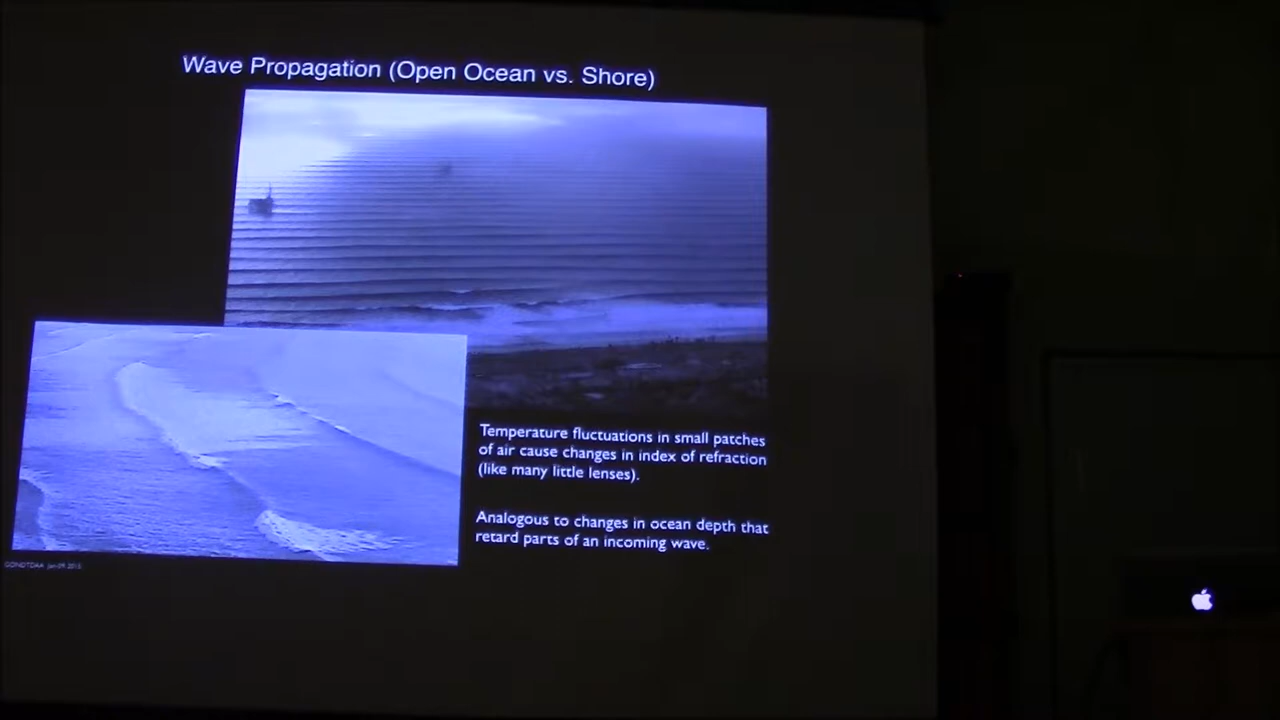 Wave Propagation (Open Ocean vs. Shore)
Temperature fluctuations in small patches
of air cause changes in index of refraction
(like many little lenses).
Analogous to changes in ocean depth that
retard parts of an incoming wave.